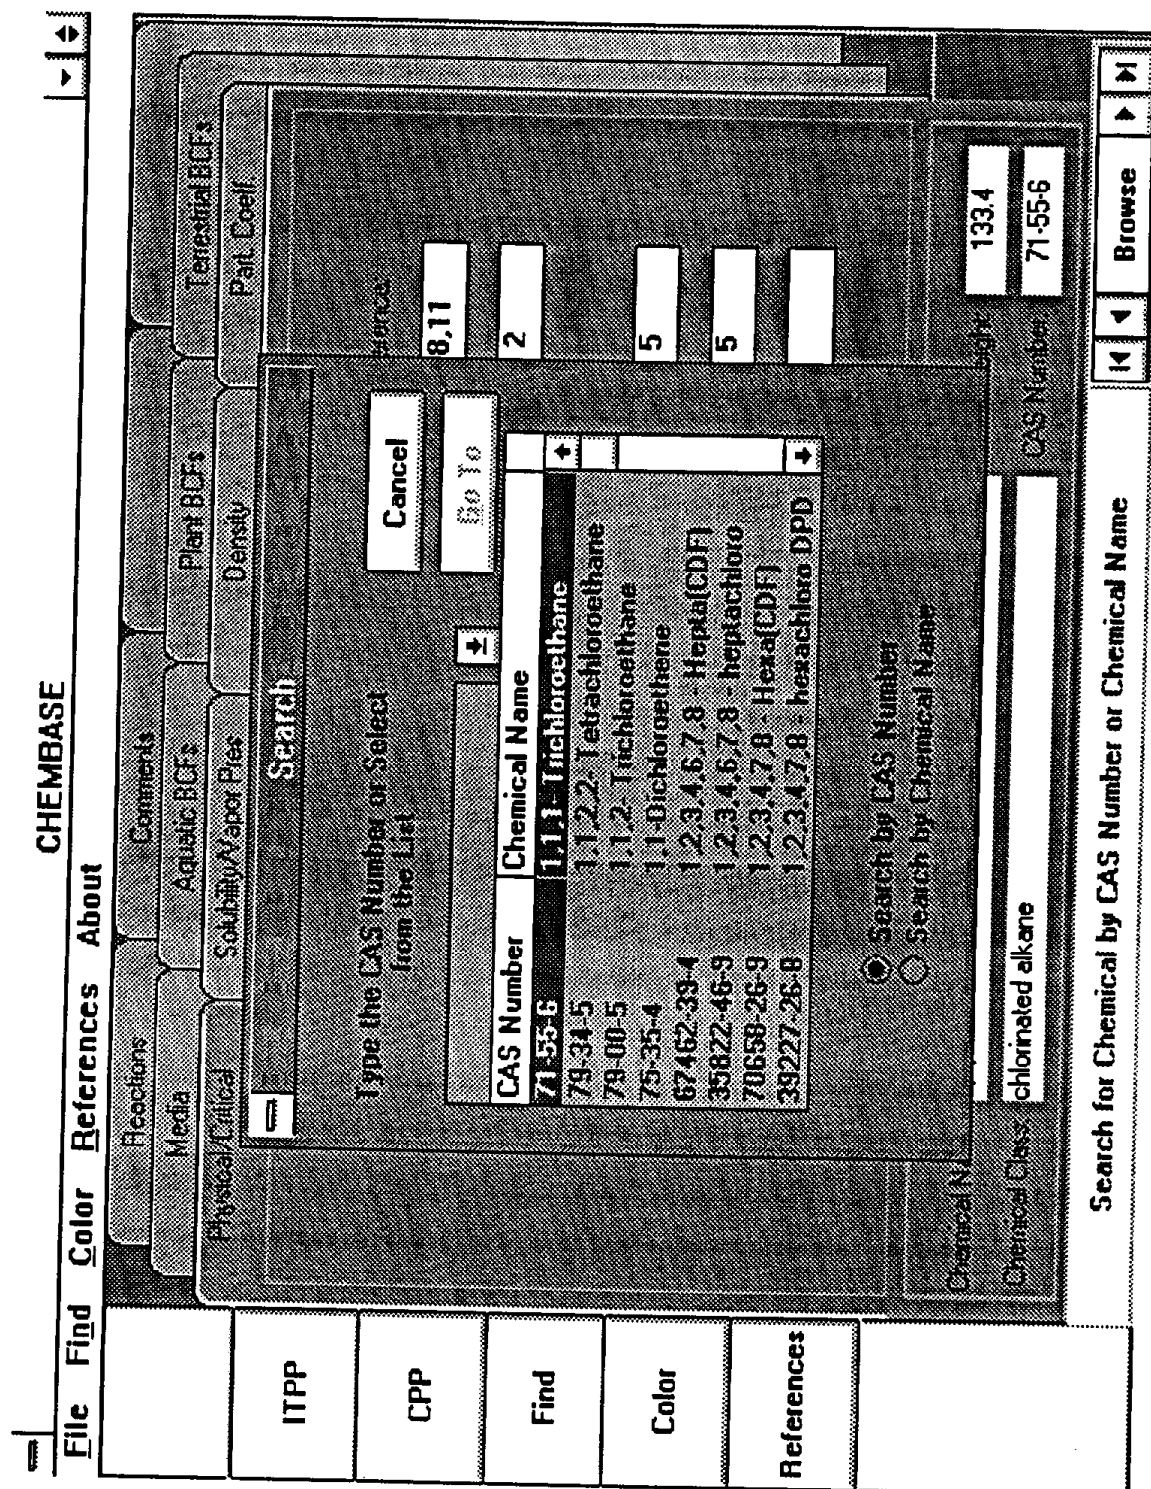 CHEMBASE
File Find Color References About
ITPP
CPP
Find
Color
References
Reactions
Comments
Media
Aquatic BCFs
Plant BCFs
Terrestrial BCFs
Physical/Critical
Solubility/Vapor Pres
Density
Part. Coeff.
Search
Type the CAS Number or Select
from the List
Cancel
Go To
CAS Number Chemical Name
71-55-6 1,1,1- Trichloroethane
79-34-5 1,1,2,2- Tetrachloroethane
79-00-5 1,1,2- Trichloroethane
75-35-4 1,1-Dichloroethene
67462-39-4 1,2,3,4,6,7,8 - Hepta(CDF)
35822-46-9 1,2,3,4,6,7,8 - heptachloro
70658-26-9 1,2,3,4,7,8 - Hexa(CDF)
39227-26-8 1,2,3,4,7,8 - hexachloro DPD
Search by CAS Number
Search by Chemical Name
erence:
8,11
2
5
5
Chemical N
eight: 133.4
Chemical Class: chlorinated alkane
CAS Number: 71-55-6
Search for Chemical by CAS Number or Chemical Name
Browse